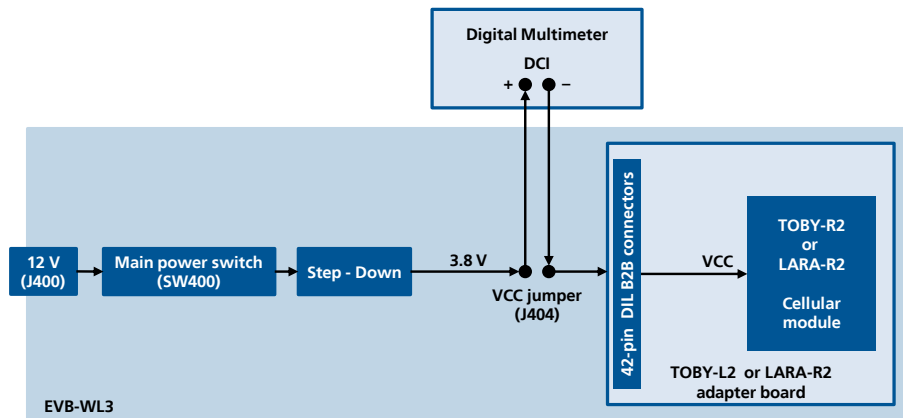 Digital Multimeter
DCI
+ –
42-pin DIL B2B connectors
TOBY-R2
or
LARA-R2
Cellular
module
12 V
(J400)
Main power switch
(SW400)
Step - Down
3.8 V
VCC
VCC jumper
(J404)
TOBY-L2 or LARA-R2
adapter board
EVB-WL3